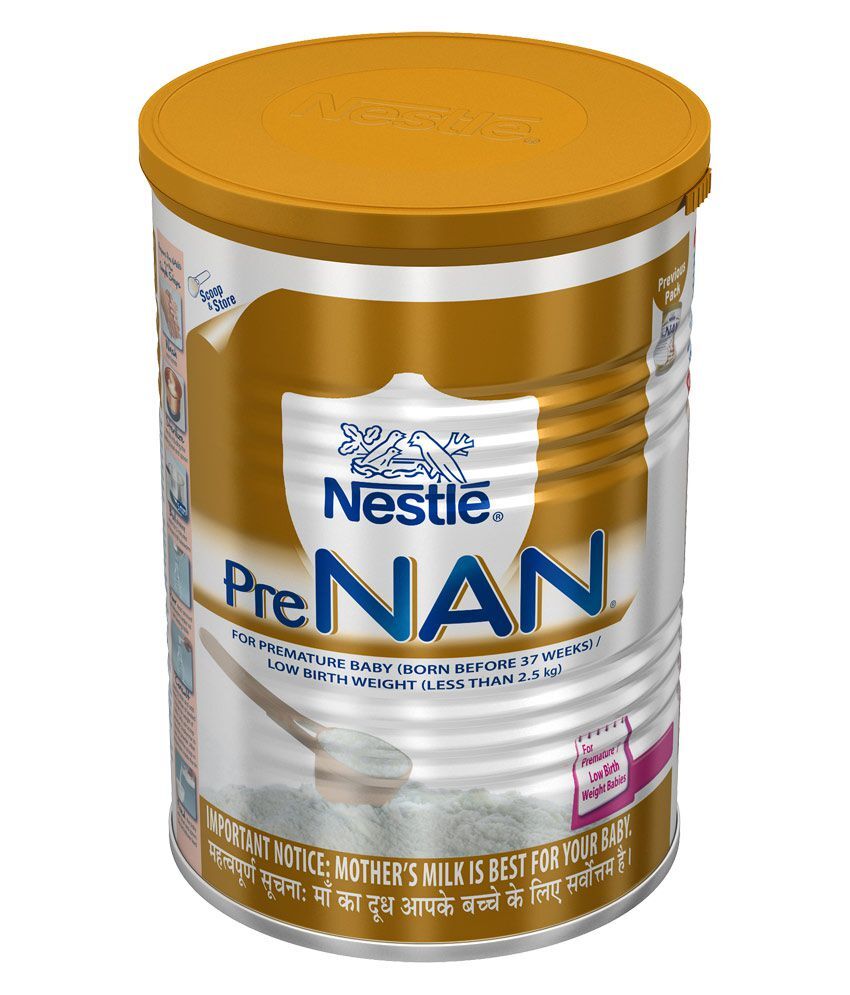 Nestlé®
Scoop
& Store
Previous
Pack
NAN
Nestlé®
PreNAN®
FOR PREMATURE BABY (BORN BEFORE 37 WEEKS) /
LOW BIRTH WEIGHT (LESS THAN 2.5 kg)
For
Premature /
Low Birth
Weight Babies
IMPORTANT NOTICE: MOTHER'S MILK IS BEST FOR YOUR BABY.
महत्वपूर्ण सूचना: माँ का दूध आपके बच्चे के लिए सर्वोत्तम है।